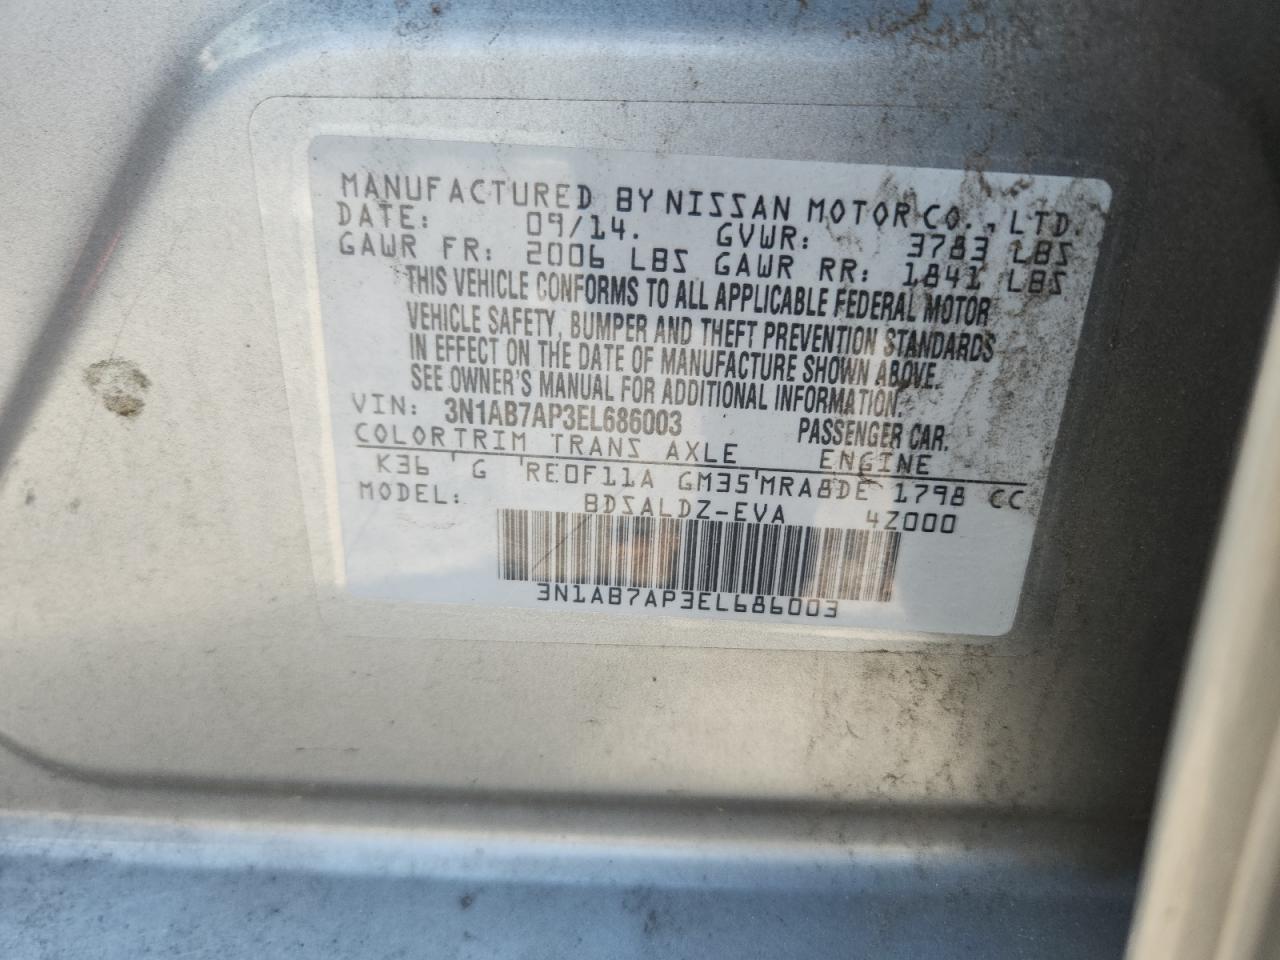 MANUFACTURED BY NISSAN MOTOR CO., LTD.
DATE: 09/14. GVWR: 3783 LBS
GAWR FR: 2006 LBS GAWR RR: 1841 LBS
THIS VEHICLE CONFORMS TO ALL APPLICABLE FEDERAL MOTOR
VEHICLE SAFETY, BUMPER AND THEFT PREVENTION STANDARDS
IN EFFECT ON THE DATE OF MANUFACTURE SHOWN ABOVE.
SEE OWNER'S MANUAL FOR ADDITIONAL INFORMATION.
VIN: 3N1AB7AP3EL686003 PASSENGER CAR.
COLOR TRIM TRANS AXLE ENGINE
K36 ' G ' RE0F11A GM35 ' MRA8DE 1798 CC
MODEL: BDSALDZ-EVA 4Z000
3N1AB7AP3EL686003